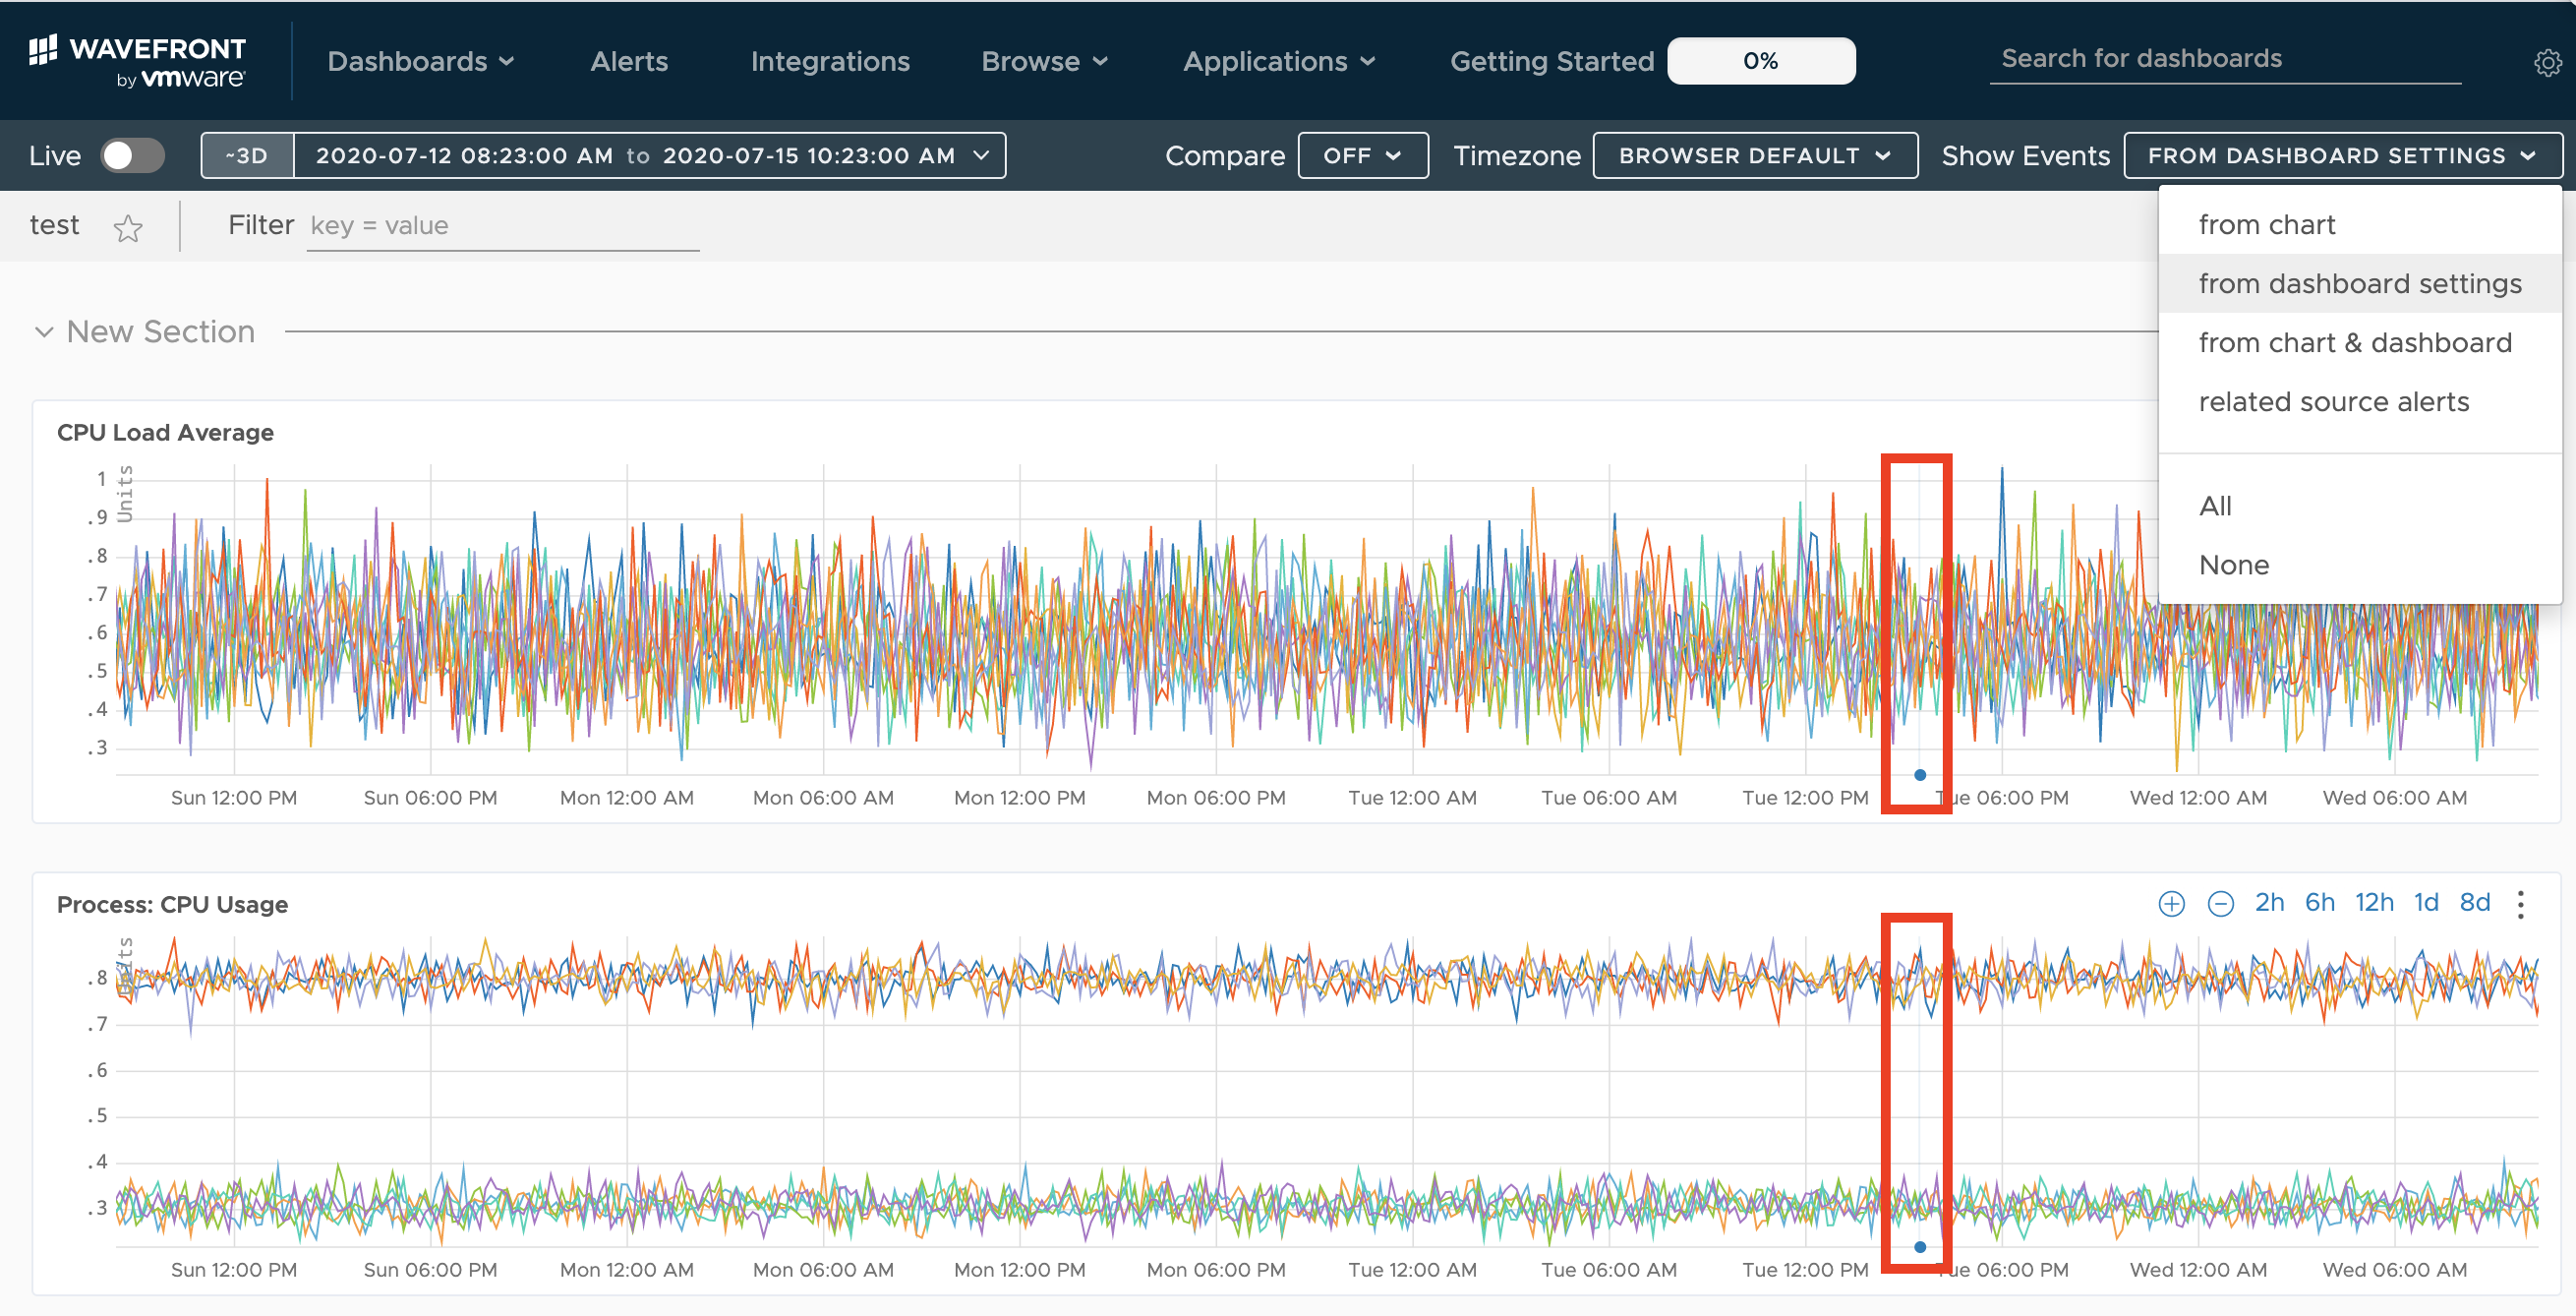 WAVEFRONT
by vmware
Dashboards
Alerts
Integrations
Browse
Applications
Getting Started
0%
Search for dashboards
Live
~3D
2020-07-12 08:23:00 AM to 2020-07-15 10:23:00 AM
Compare
OFF
Timezone
BROWSER DEFAULT
Show Events
FROM DASHBOARD SETTINGS
from chart
from dashboard settings
from chart & dashboard
related source alerts
All
None
test
Filter
key = value
New Section
CPU Load Average
Units
1
.9
.8
.7
.6
.5
.4
.3
Sun 12:00 PM
Sun 06:00 PM
Mon 12:00 AM
Mon 06:00 AM
Mon 12:00 PM
Mon 06:00 PM
Tue 12:00 AM
Tue 06:00 AM
Tue 12:00 PM
Tue 06:00 PM
Wed 12:00 AM
Wed 06:00 AM
Process: CPU Usage
2h
6h
12h
1d
8d
.8
.7
.6
.5
.4
.3
Sun 12:00 PM
Sun 06:00 PM
Mon 12:00 AM
Mon 06:00 AM
Mon 12:00 PM
Mon 06:00 PM
Tue 12:00 AM
Tue 06:00 AM
Tue 12:00 PM
Tue 06:00 PM
Wed 12:00 AM
Wed 06:00 AM